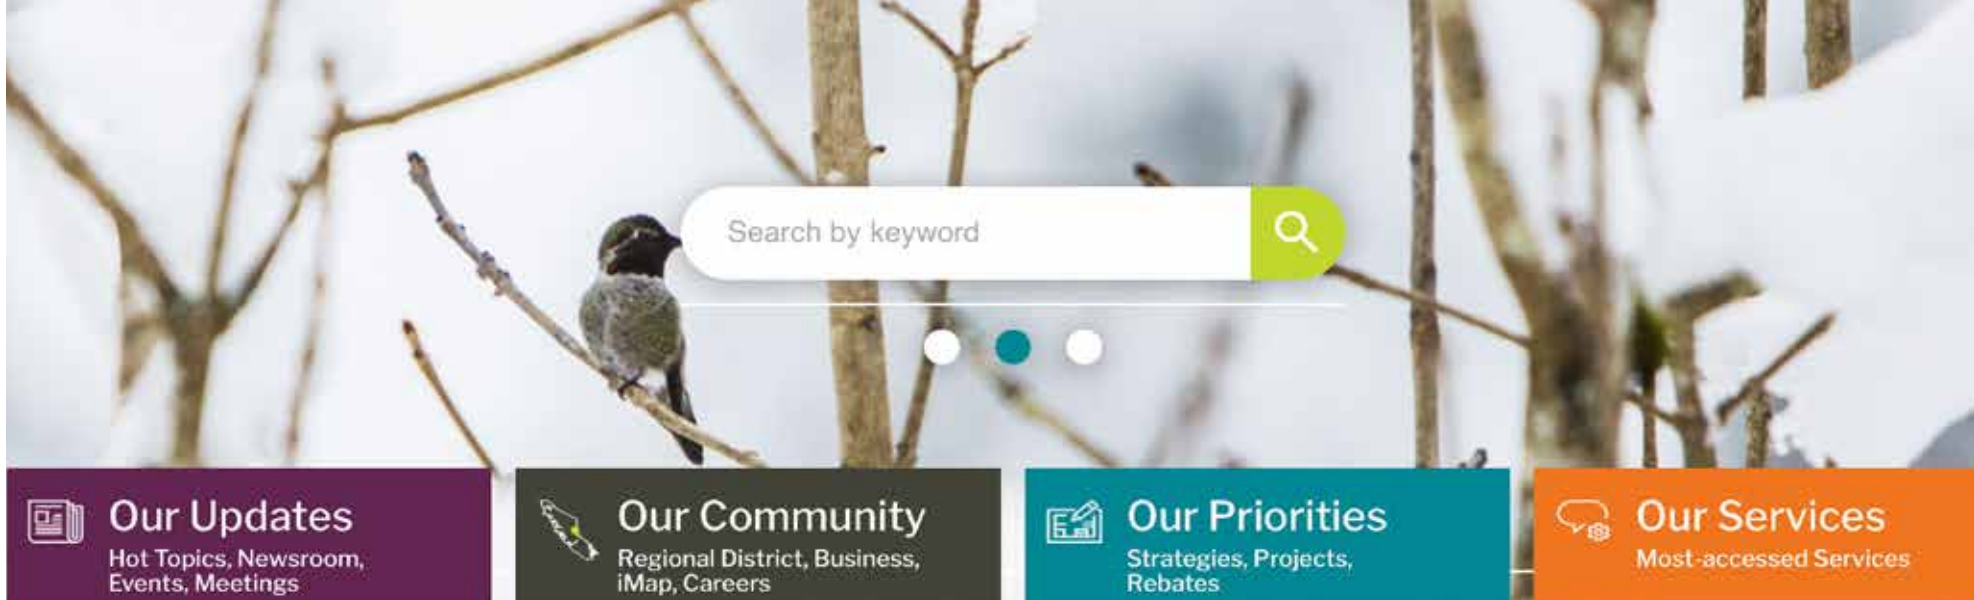 Search by keyword
Our Updates
Hot Topics, Newsroom,
Events, Meetings
Our Community
Regional District, Business,
iMap, Careers
Our Priorities
Strategies, Projects,
Rebates
Our Services
Most-accessed Services